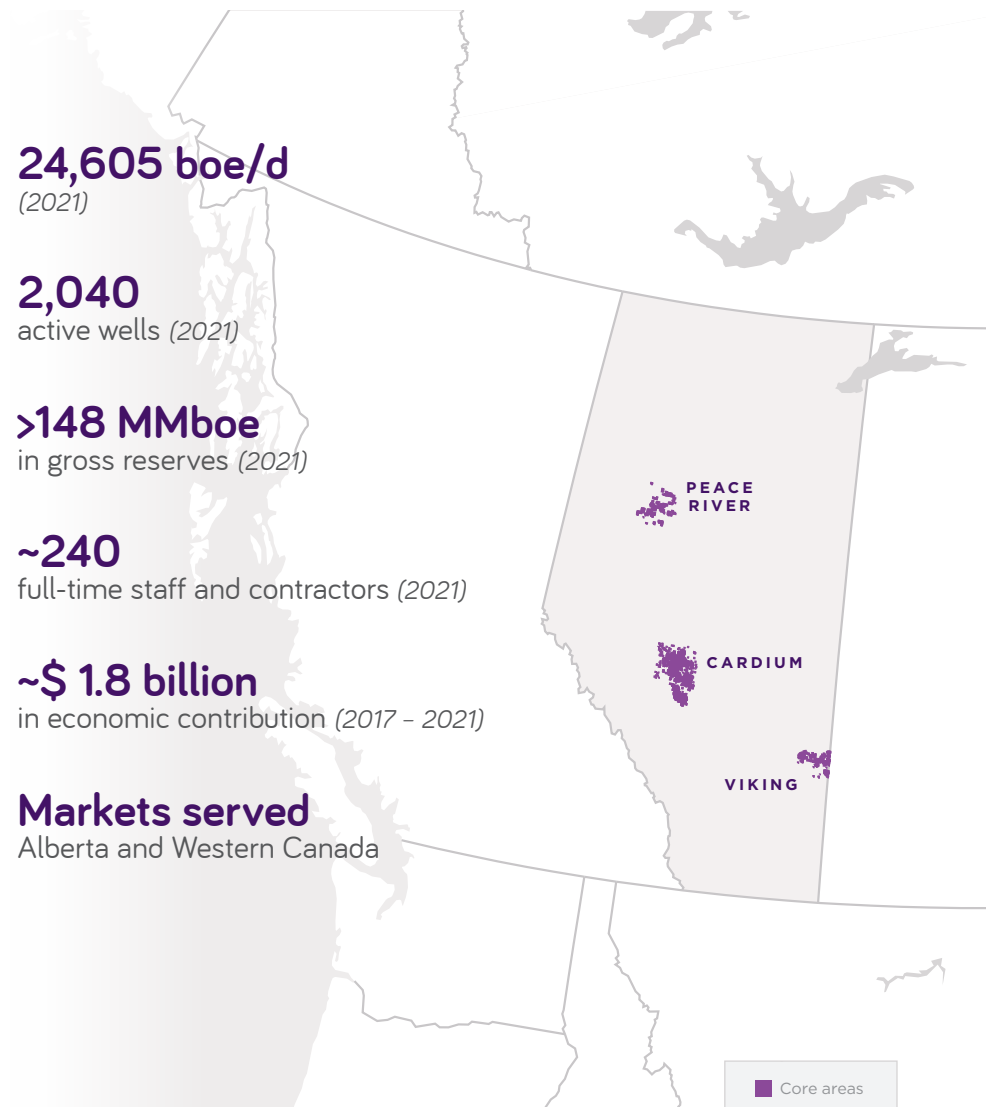 24,605 boe/d
(2021)
2,040
active wells (2021)
>148 MMboe
in gross reserves (2021)
~240
full-time staff and contractors (2021)
~$ 1.8 billion
in economic contribution (2017 – 2021)
Markets served
Alberta and Western Canada
PEACE
RIVER
CARDIUM
VIKING
Core areas